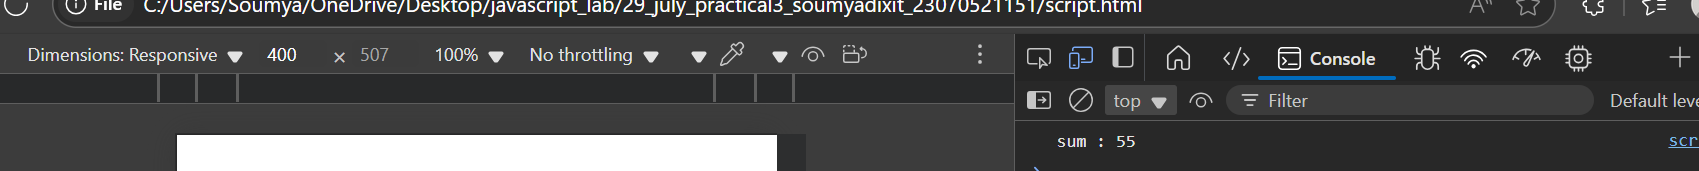 File C:/Users/Soumya/OneDrive/Desktop/javascript_lab/29_july_practical3_soumyadixit_23070521151/script.html
Dimensions: Responsive 400 × 507 100% No throttling
Console
top Filter Default leve
sum : 55 scr